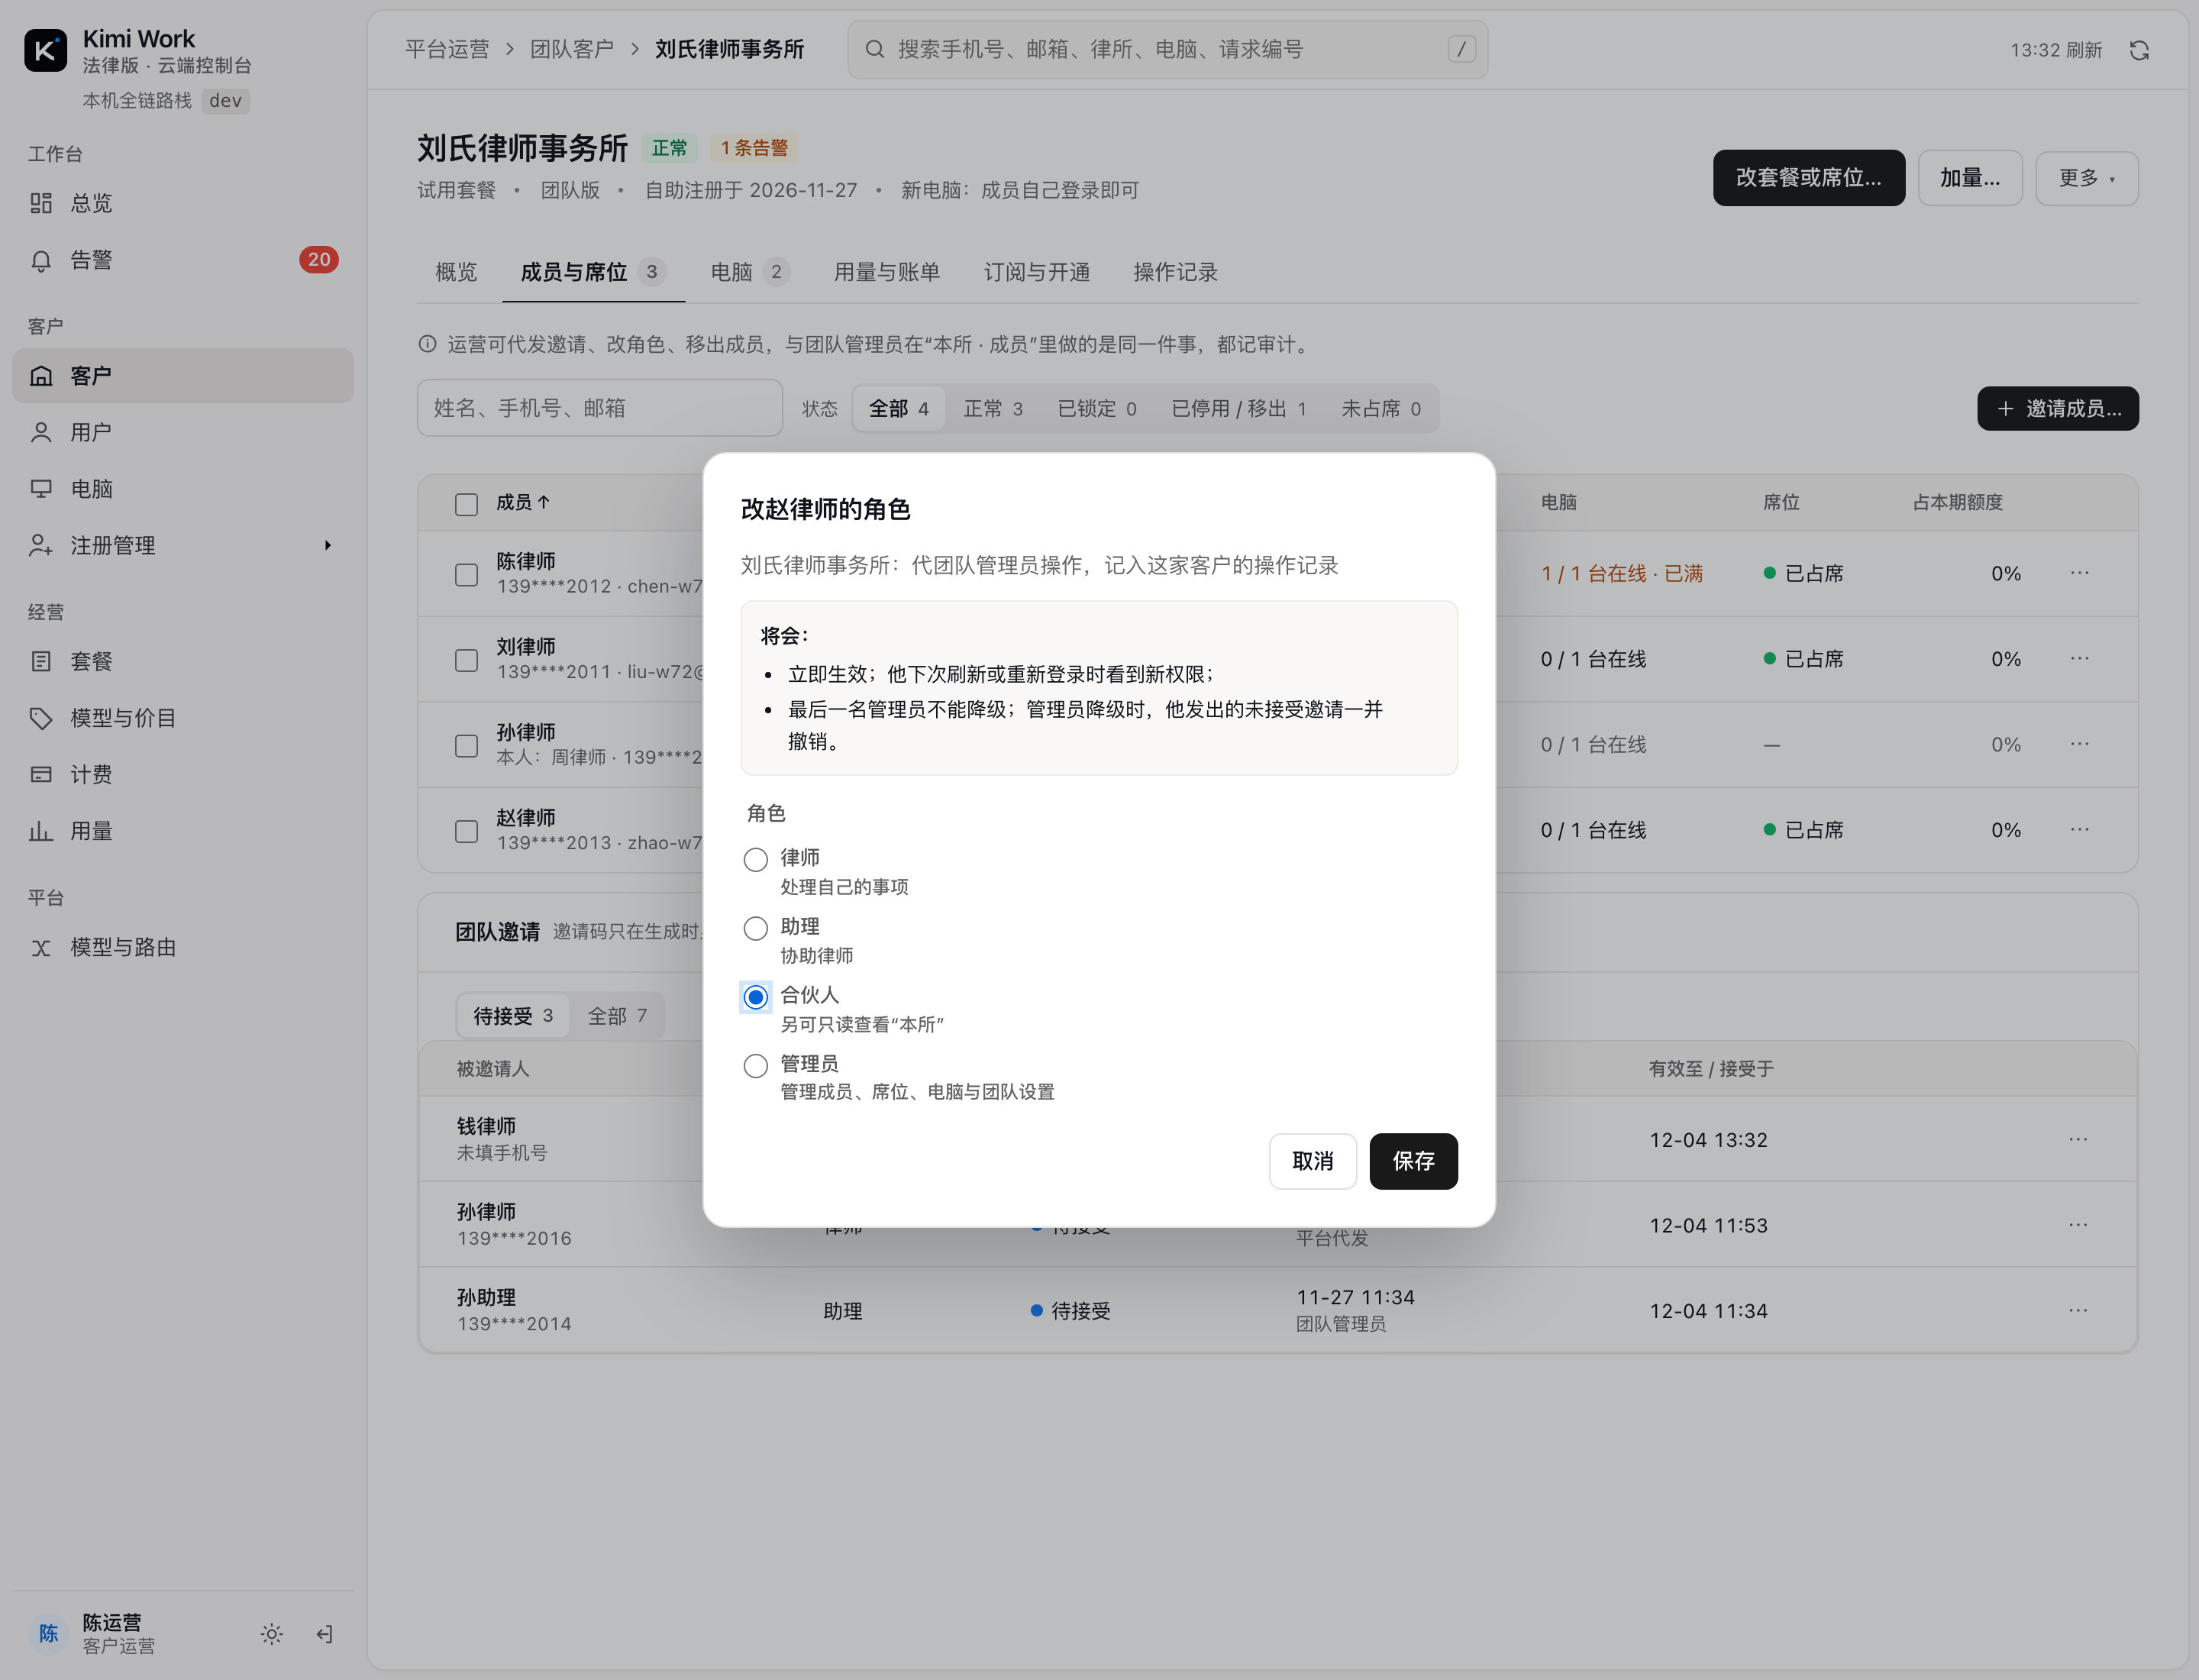 Kimi Work
法律版 · 云端控制台
本机全链路栈 dev
工作台
总览
告警 20
客户
客户
用户
电脑
注册管理
经营
套餐
模型与价目
计费
用量
平台
模型与路由
陈 陈运营
客户运营
平台运营 > 团队客户 > 刘氏律师事务所
搜索手机号、邮箱、律所、电脑、请求编号 /
13:32 刷新
刘氏律师事务所 正常 1 条告警
试用套餐 • 团队版 • 自助注册于 2026-11-27 • 新电脑：成员自己登录即可
改套餐或席位... 加量... 更多
概览 成员与席位 3 电脑 2 用量与账单 订阅与开通 操作记录
运营可代发邀请、改角色、移出成员，与团队管理员在“本所 · 成员”里做的是同一件事，都记审计。
姓名、手机号、邮箱 状态 全部 4 正常 3 已锁定 0 已停用 / 移出 1 未占席 0
+ 邀请成员...
成员 ↑ 电脑 席位 占本期额度
陈律师
139****2012 · chen-w7
1 / 1 台在线 · 已满 已占席 0% ...
刘律师
139****2011 · liu-w72
0 / 1 台在线 已占席 0% ...
孙律师
本人：周律师 · 139****2
0 / 1 台在线 — 0% ...
赵律师
139****2013 · zhao-w7
0 / 1 台在线 已占席 0% ...
团队邀请 邀请码只在生成时
待接受 3 全部 7
被邀请人 有效至 / 接受于
钱律师
未填手机号
12-04 13:32 ...
孙律师
139****2016
律师 待接受
平台代发
12-04 11:53 ...
孙助理
139****2014
助理 待接受
11-27 11:34
团队管理员
12-04 11:34 ...
改赵律师的角色
刘氏律师事务所：代团队管理员操作，记入这家客户的操作记录
将会：
• 立即生效；他下次刷新或重新登录时看到新权限；
• 最后一名管理员不能降级；管理员降级时，他发出的未接受邀请一并
撤销。
角色
律师
处理自己的事项
助理
协助律师
合伙人
另可只读查看“本所”
管理员
管理成员、席位、电脑与团队设置
取消 保存